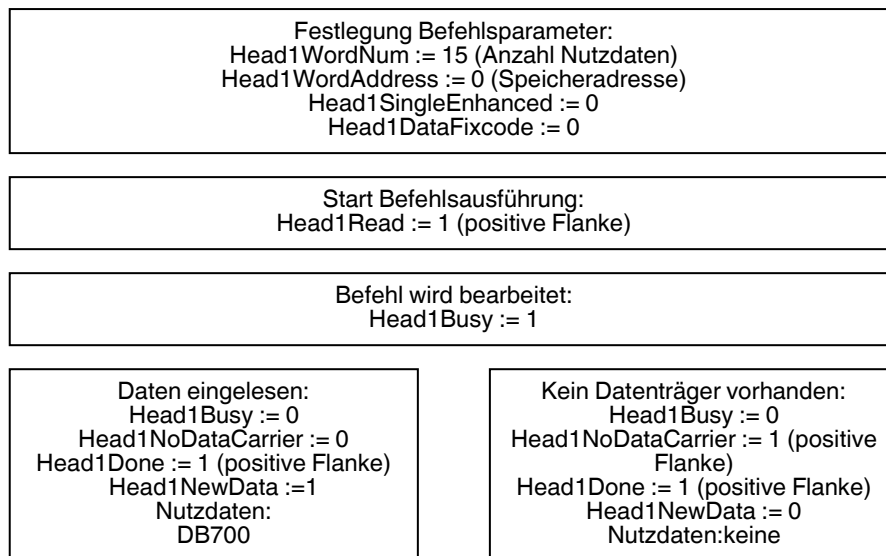 Festlegung Befehlsparameter:
Head1WordNum := 15 (Anzahl Nutzdaten)
Head1WordAddress := 0 (Speicheradresse)
Head1SingleEnhanced := 0
Head1DataFixcode := 0
Start Befehlsausführung:
Head1Read := 1 (positive Flanke)
Befehl wird bearbeitet:
Head1Busy := 1
Daten eingelesen:
Head1Busy := 0
Head1NoDataCarrier := 0
Head1Done := 1 (positive Flanke)
Head1NewData :=1
Nutzdaten:
DB700
Kein Datenträger vorhanden:
Head1Busy := 0
Head1NoDataCarrier := 1 (positive
Flanke)
Head1Done := 1 (positive Flanke)
Head1NewData := 0
Nutzdaten:keine